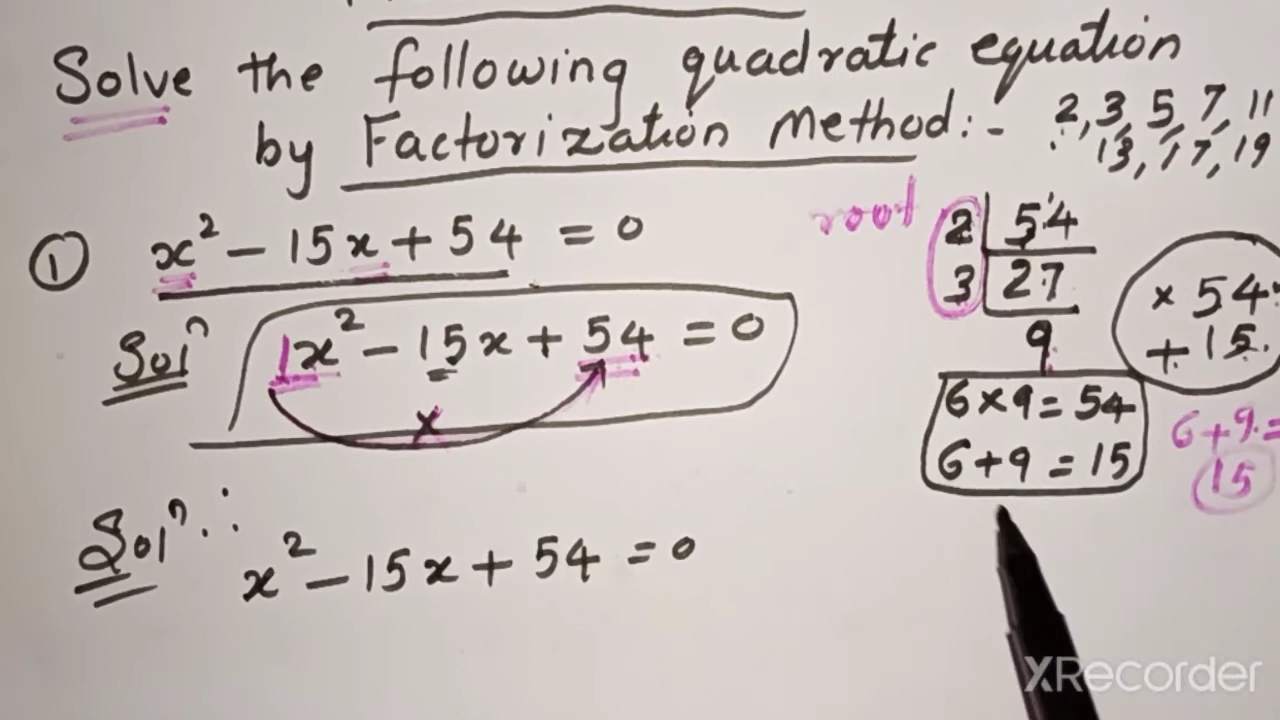 Solve the following quadratic equation
by Factorization Method:-
2, 3, 5, 7, 11
13, 17, 19
① x² - 15x + 54 = 0
root
2 | 54
3 | 27
9
× 54
+ 15
Solⁿ 1x² - 15x + 54 = 0
×
6×9=54
6+9=15
6+9=
15
Solⁿ ∴
x² - 15x + 54 = 0
XRecorder